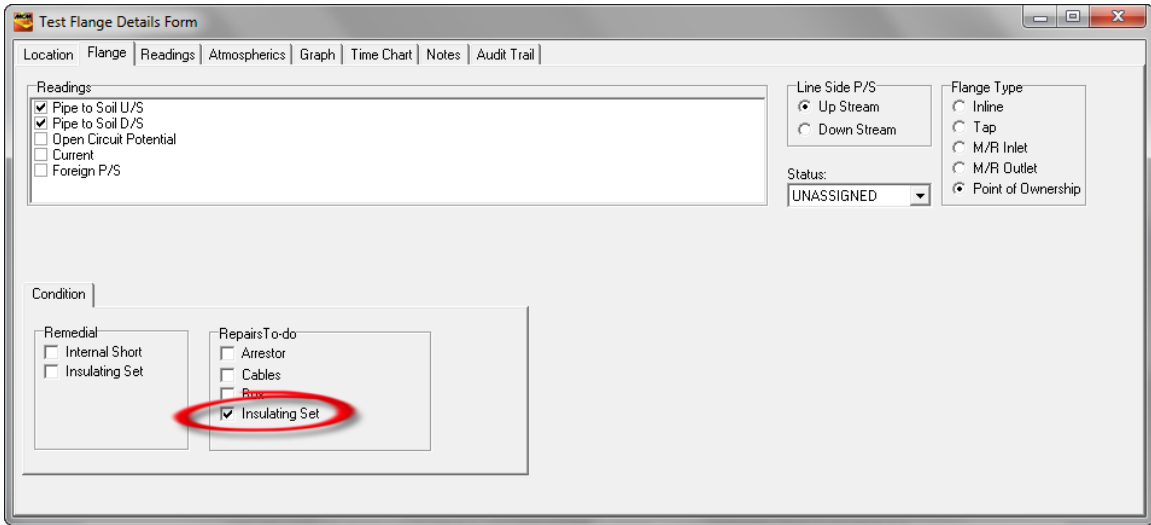 Test Flange Details Form
Location Flange Readings Atmospherics Graph Time Chart Notes Audit Trail
Readings
Pipe to Soil U/S
Pipe to Soil D/S
Open Circuit Potential
Current
Foreign P/S
Line Side P/S
Up Stream
Down Stream
Status:
UNASSIGNED
Flange Type
Inline
Tap
M/R Inlet
M/R Outlet
Point of Ownership
Condition
Remedial
Internal Short
Insulating Set
RepairsTo-do
Arrestor
Cables
Box
Insulating Set